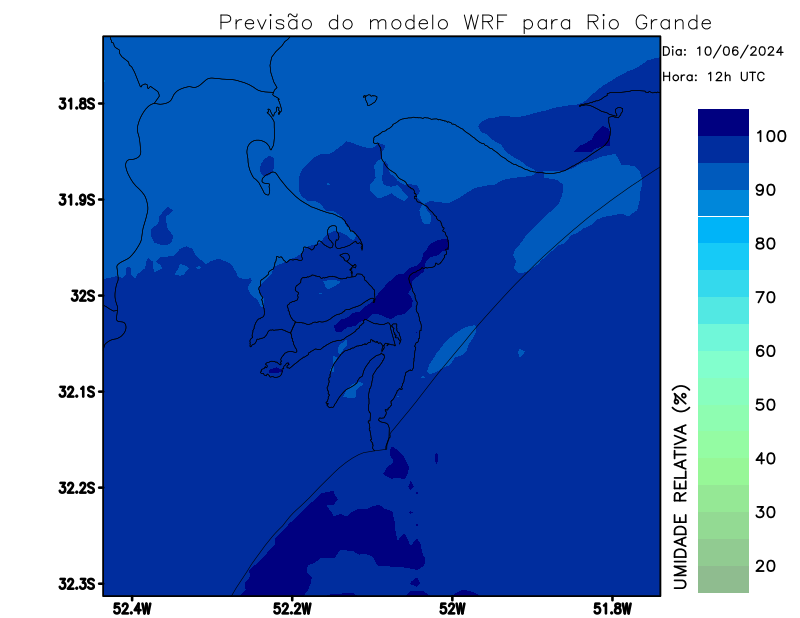 Previsão do modelo WRF para Rio Grande
Dia: 10/06/2024
Hora: 12h UTC
31.8S
31.9S
32S
32.1S
32.2S
32.3S
52.4W
52.2W
52W
51.8W
100
90
80
70
60
50
40
30
20
UMIDADE RELATIVA (%)